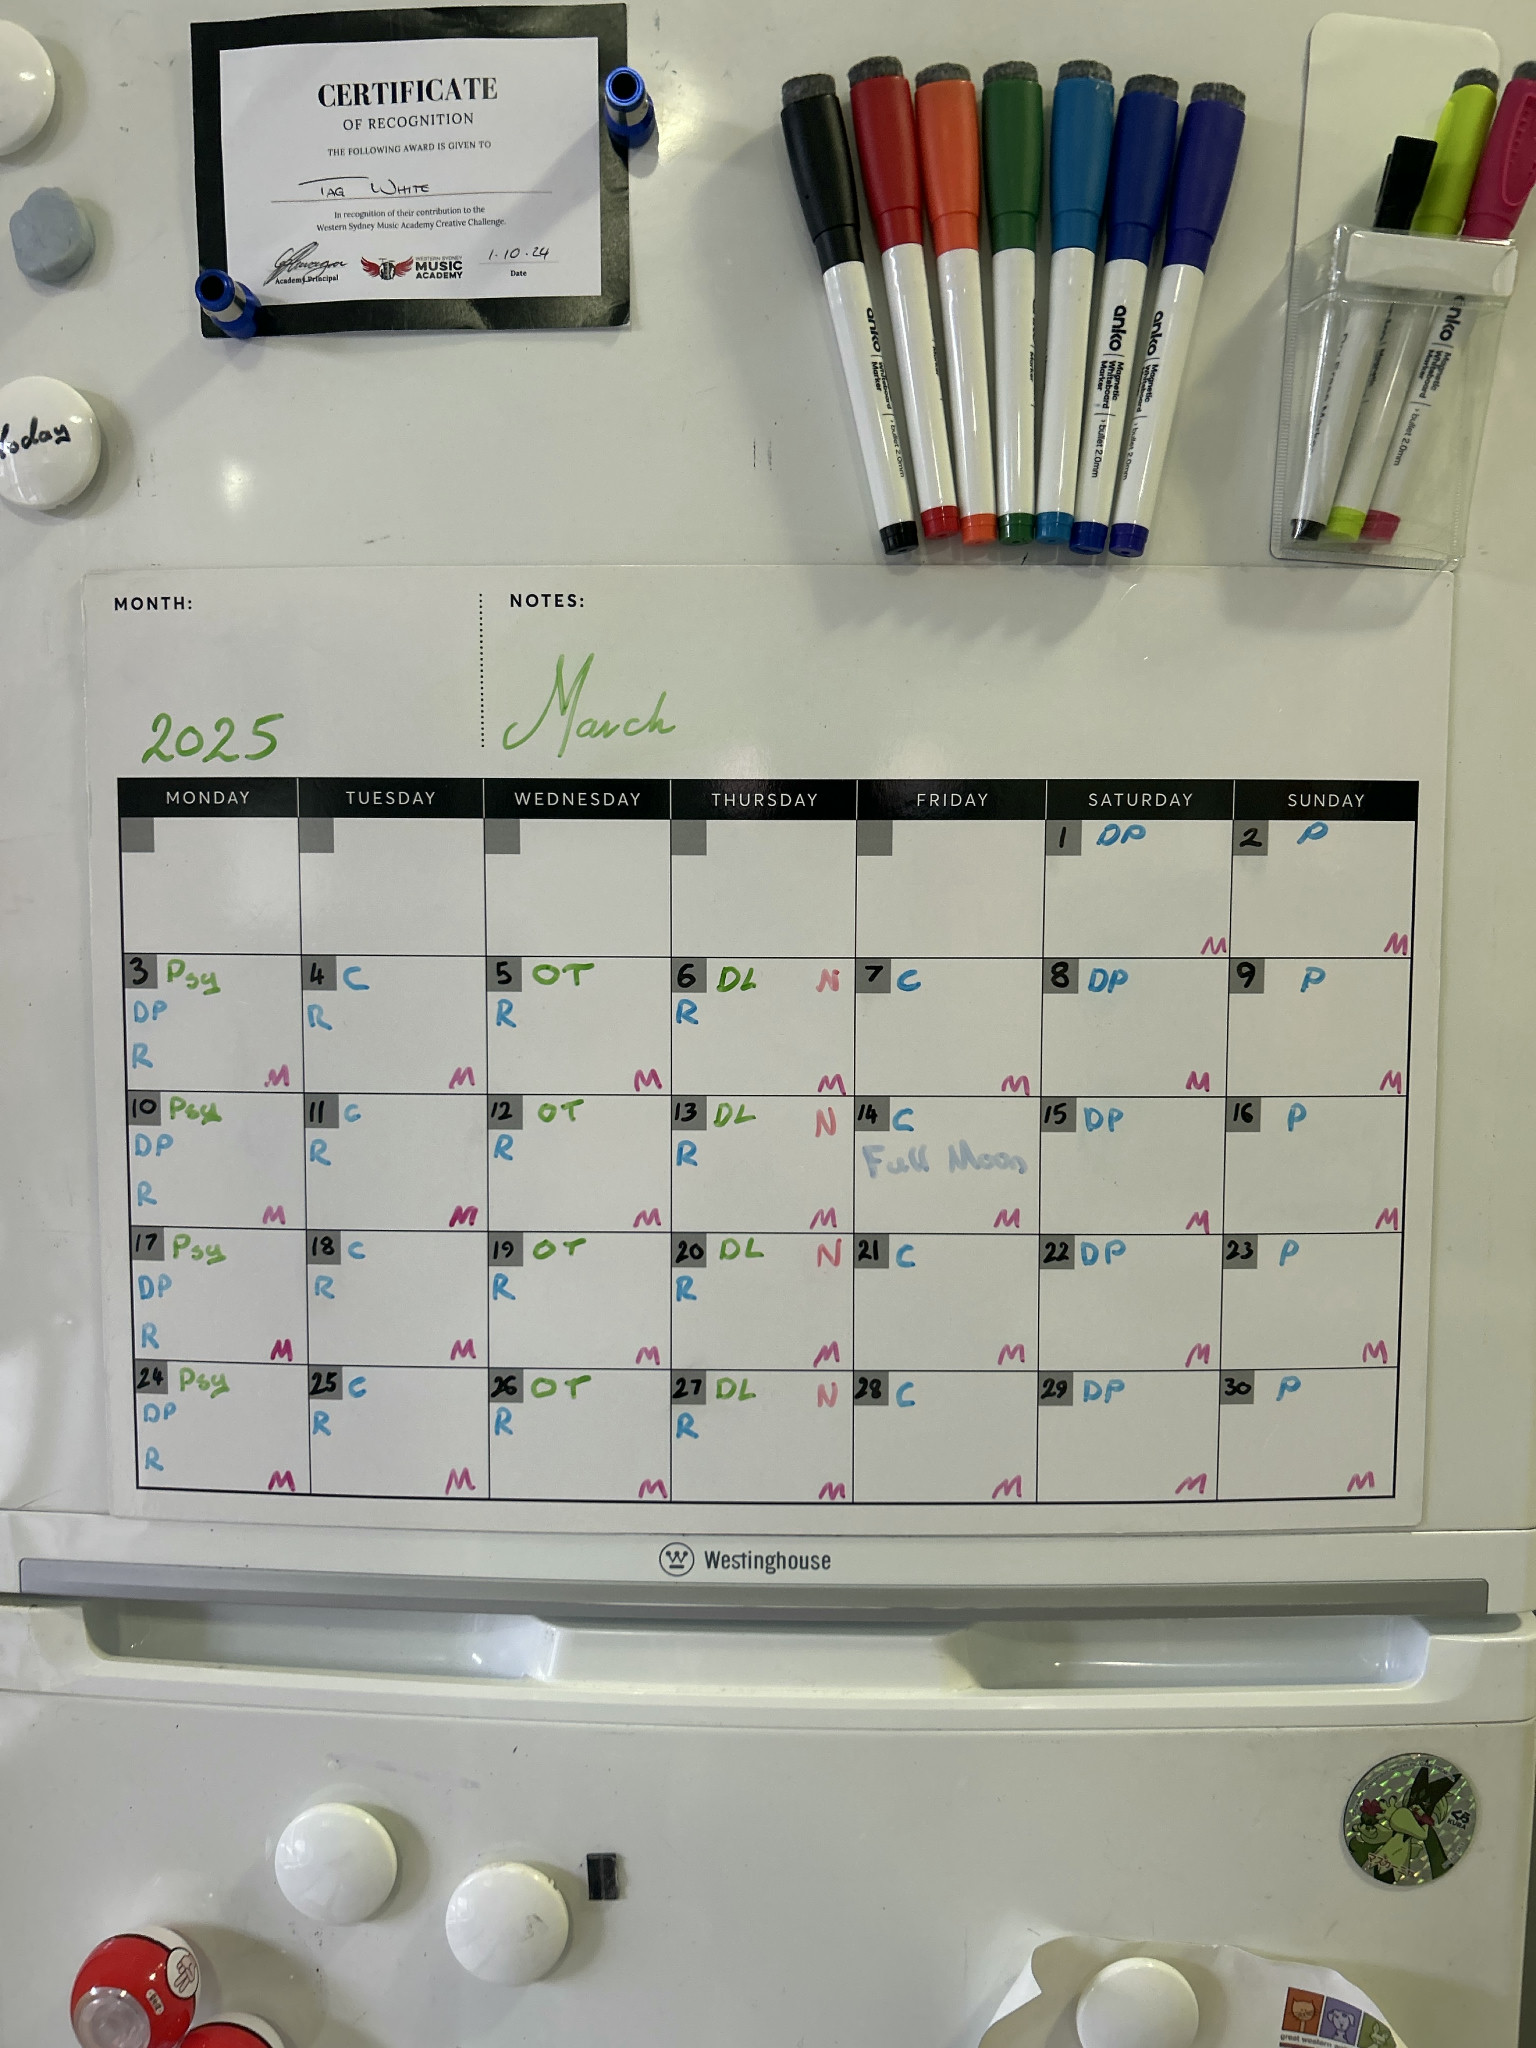 CERTIFICATE
OF RECOGNITION
THE FOLLOWING AWARD IS GIVEN TO
TAG WHITE
In recognition of their contribution to the
Western Sydney Music Academy Creative Challenge.
Academy Principal
WESTERN SYDNEY
MUSIC
ACADEMY
1.10.24
Date
Today
anko Whiteboard Marker bullet 2.0mm
anko Magnetic Whiteboard Marker bullet 2.0mm
anko Magnetic Whiteboard Marker bullet 2.0mm
anko Magnetic Whiteboard Marker bullet 2.0mm
MONTH:
NOTES:
2025
March
MONDAY TUESDAY WEDNESDAY THURSDAY FRIDAY SATURDAY SUNDAY
1 DP 2 P
M M
3 Psy 4 C 5 OT 6 DL N 7 C 8 DP 9 P
DP R R R
R
M M M M M M M
10 Psy 11 C 12 OT 13 DL N 14 C 15 DP 16 P
DP R R R Full Moon
R
M M M M M M M
17 Psy 18 C 19 OT 20 DL N 21 C 22 DP 23 P
DP R R R
R
M M M M M M M
24 Psy 25 C 26 OT 27 DL N 28 C 29 DP 30 P
DP R R R
R
M M M M M M M
Westinghouse
great western